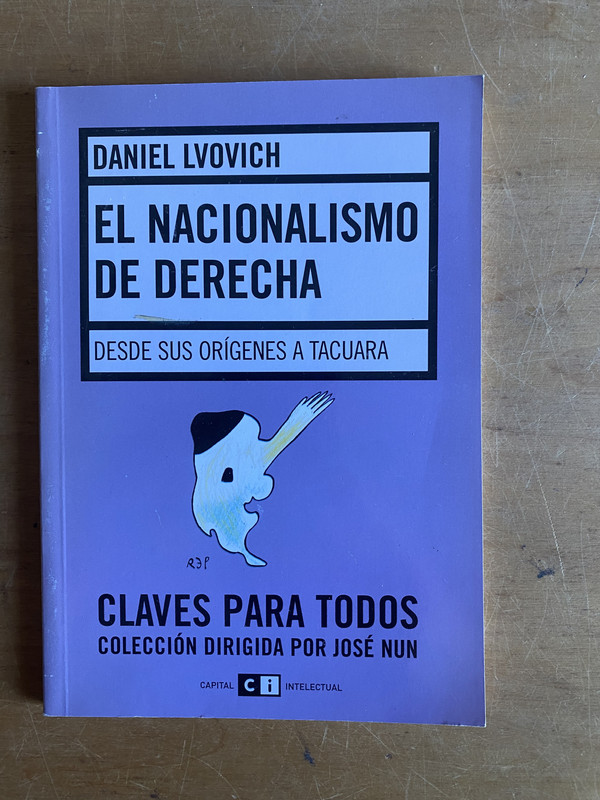 DANIEL LVOVICH
EL NACIONALISMO
DE DERECHA
DESDE SUS ORÍGENES A TACUARA
REP
CLAVES PARA TODOS
COLECCIÓN DIRIGIDA POR JOSÉ NUN
CAPITAL Ci INTELECTUAL